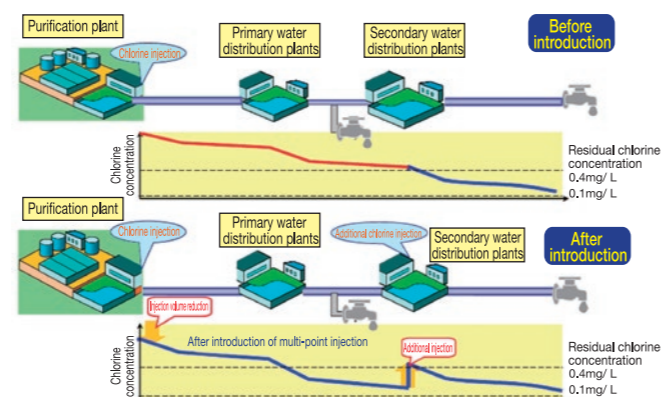 Purification plant
Chlorine injection
Primary water
distribution plants
Secondary water
distribution plants
Before
introduction
Chlorine
concentration
Residual chlorine
concentration
0.4mg/ L
0.1mg/ L
Purification plant
Chlorine injection
Primary water
distribution plants
Additional chlorine injection
Secondary water
distribution plants
After
introduction
Injection volume reduction
After introduction of multi-point injection
Additional injection
Chlorine
concentration
Residual chlorine
concentration
0.4mg/ L
0.1mg/ L